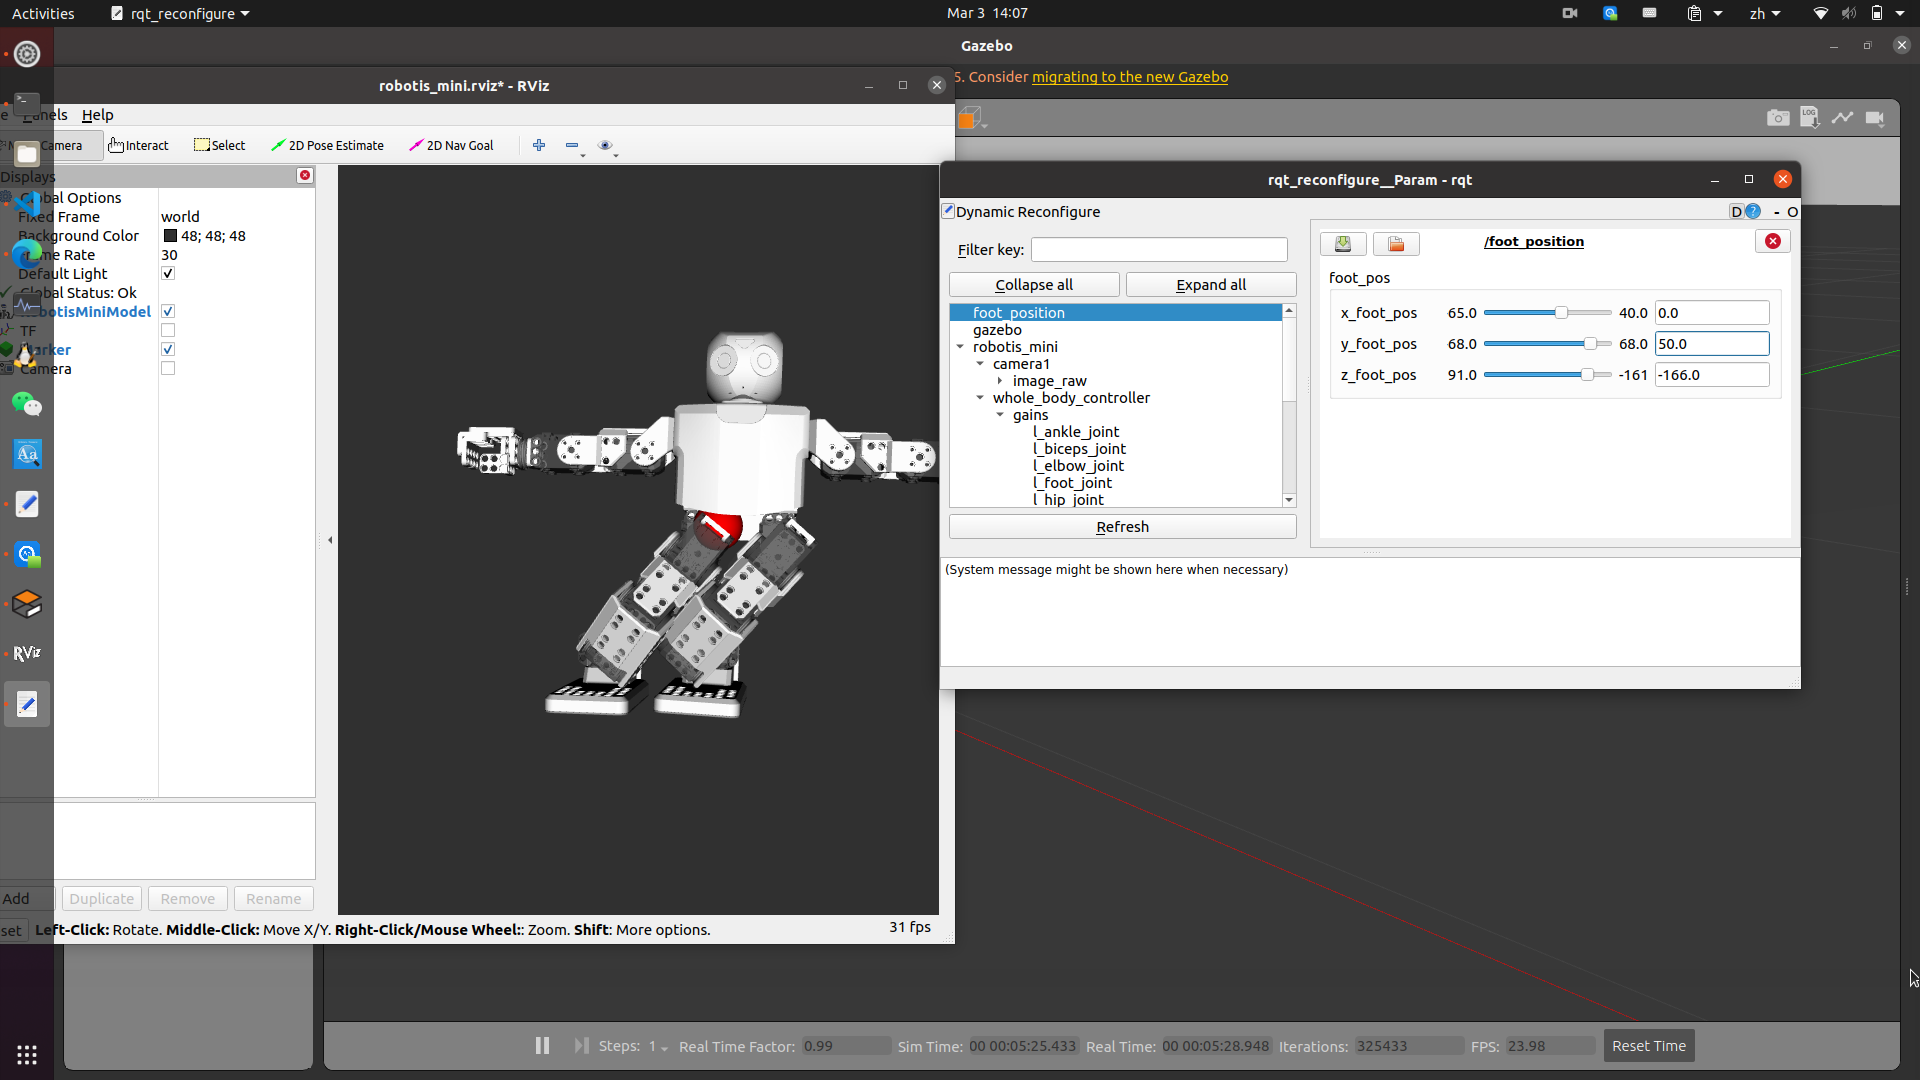 Activities
rqt_reconfigure
Mar 3 14:07
zh
Gazebo
5. Consider migrating to the new Gazebo
robotis_mini.rviz* - RViz
Help
Interact
Select
2D Pose Estimate
2D Nav Goal
Displays
Global Options
Fixed Frame
world
Background Color
48; 48; 48
Frame Rate
30
Default Light
Global Status: Ok
RobotisMiniModel
TF
Marker
Camera
Add
Duplicate
Remove
Rename
set
Left-Click: Rotate. Middle-Click: Move X/Y. Right-Click/Mouse Wheel:: Zoom. Shift: More options.
31 fps
RViz
LOG
rqt_reconfigure__Param - rqt
Dynamic Reconfigure
D
- O
Filter key:
Collapse all
Expand all
foot_position
gazebo
robotis_mini
camera1
image_raw
whole_body_controller
gains
l_ankle_joint
l_biceps_joint
l_elbow_joint
l_foot_joint
l_hip_joint
Refresh
/foot_position
foot_pos
x_foot_pos 65.0 40.0 0.0
y_foot_pos 68.0 68.0 50.0
z_foot_pos 91.0 -161 -166.0
(System message might be shown here when necessary)
Steps: 1
Real Time Factor: 0.99
Sim Time: 00 00:05:25.433
Real Time: 00 00:05:28.948
Iterations: 325433
FPS: 23.98
Reset Time